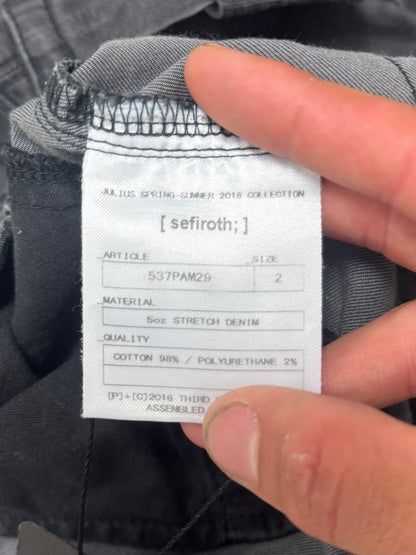 JULIUS SPRING-SUMMER 2016 COLLECTION
[ sefiroth; ]
ARTICLE SIZE
537PAM29 2
MATERIAL
5oz STRETCH DENIM
QUALITY
COTTON 98% / POLYURETHANE 2%
[P]+[C]2016 THIRD
ASSEMBLED